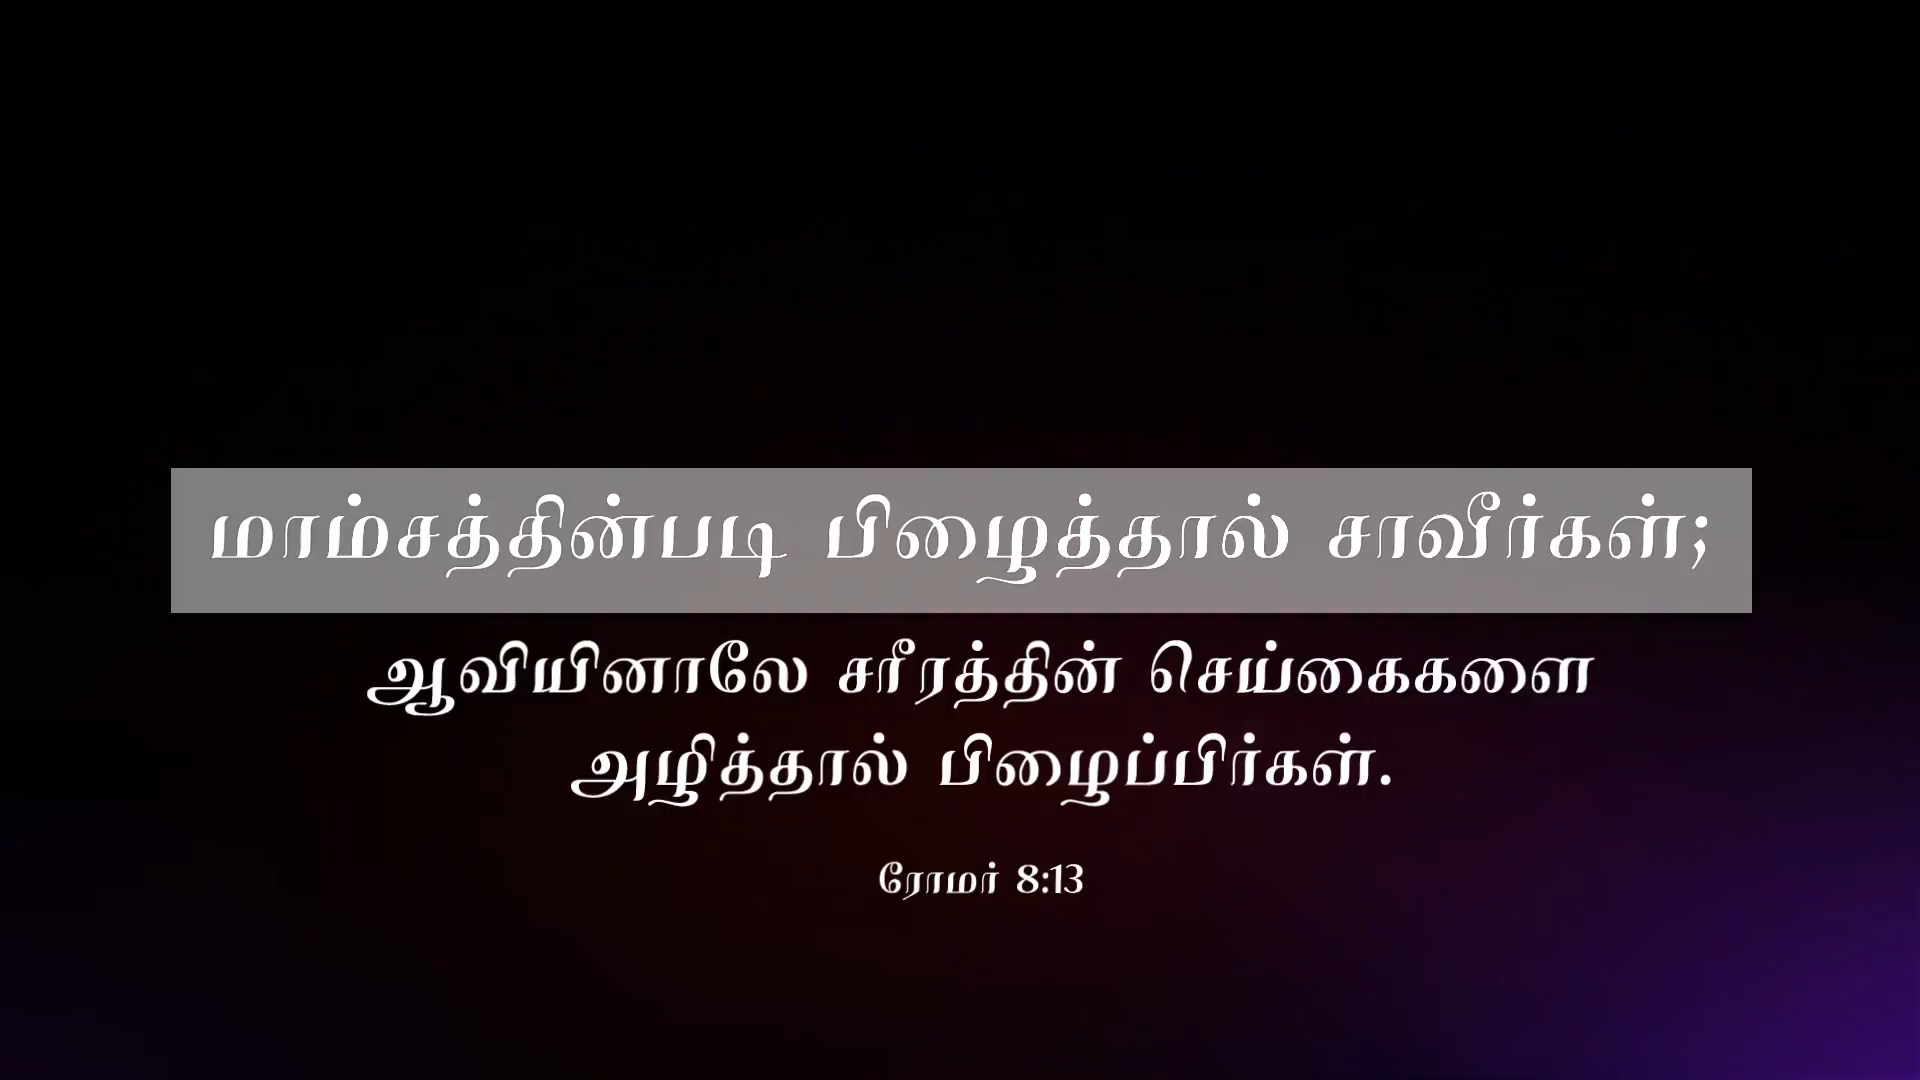 மாம்சத்தின்படி பிழைத்தால் சாவீர்கள்;
ஆவியினாலே சரீரத்தின் செய்கைகளை
அழித்தால் பிழைப்பிர்கள்.
ரோமர் 8:13